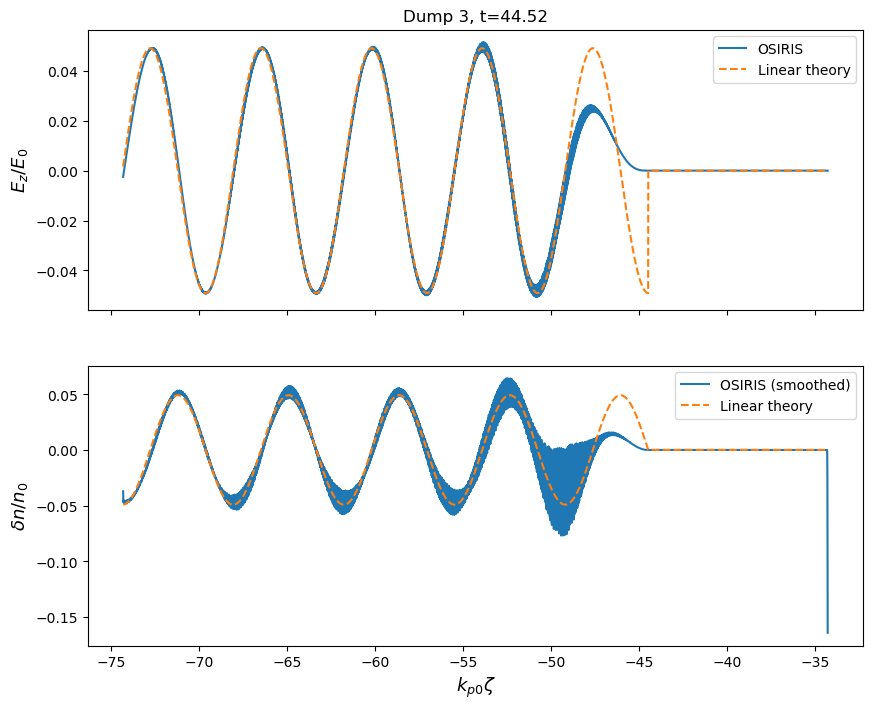 Dump 3, t=44.52
OSIRIS
Linear theory
0.04
0.02
0.00
−0.02
−0.04
E_z/E_0
OSIRIS (smoothed)
Linear theory
0.05
0.00
−0.05
−0.10
−0.15
δn/n_0
−75
−70
−65
−60
−55
−50
−45
−40
−35
k_{p0}ζ